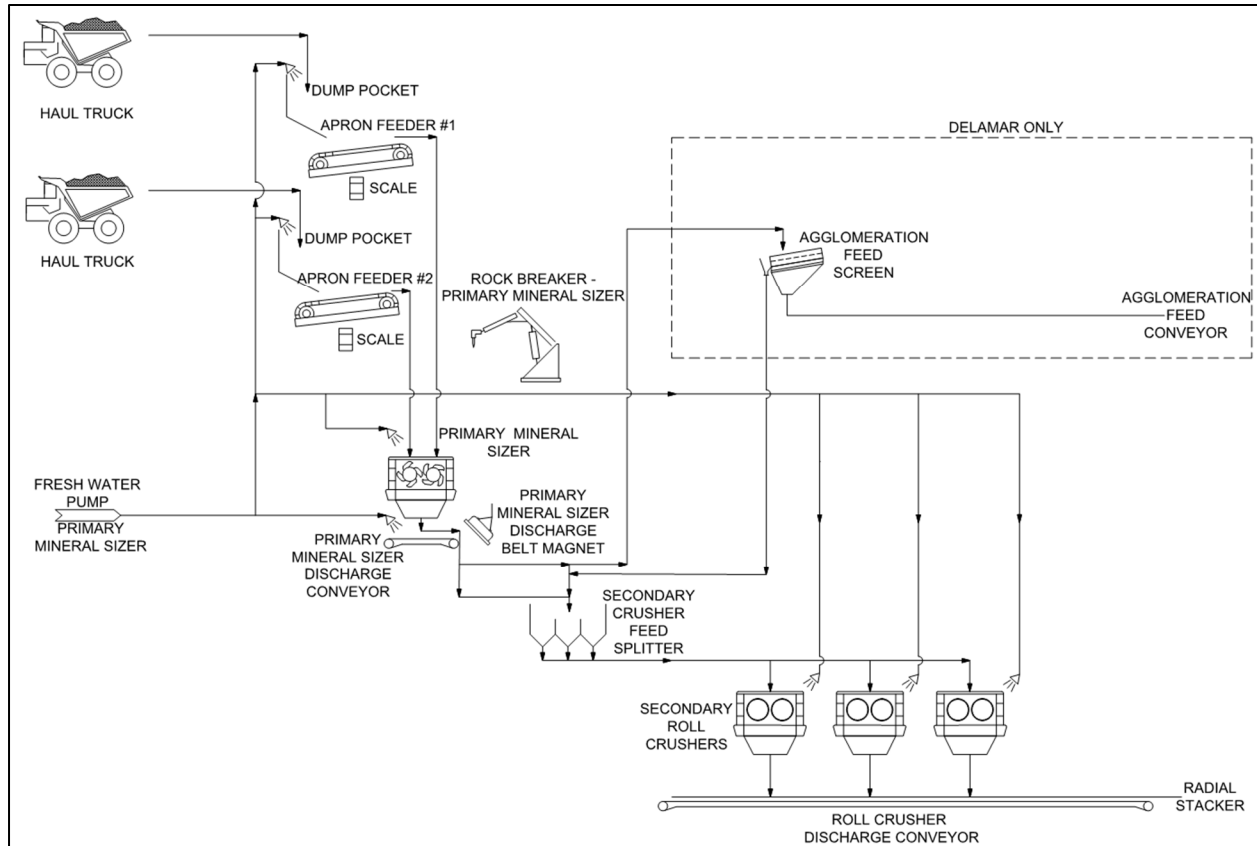 HAUL TRUCK
DUMP POCKET
APRON FEEDER #1
SCALE
DELAMAR ONLY
HAUL TRUCK
DUMP POCKET
APRON FEEDER #2
SCALE
ROCK BREAKER -
PRIMARY MINERAL SIZER
AGGLOMERATION
FEED
SCREEN
AGGLOMERATION
FEED
CONVEYOR
PRIMARY MINERAL
SIZER
FRESH WATER
PUMP
PRIMARY
MINERAL SIZER
PRIMARY
MINERAL SIZER
DISCHARGE
BELT MAGNET
PRIMARY
MINERAL SIZER
DISCHARGE
CONVEYOR
SECONDARY
CRUSHER
FEED
SPLITTER
SECONDARY
ROLL
CRUSHERS
RADIAL
STACKER
ROLL CRUSHER
DISCHARGE CONVEYOR